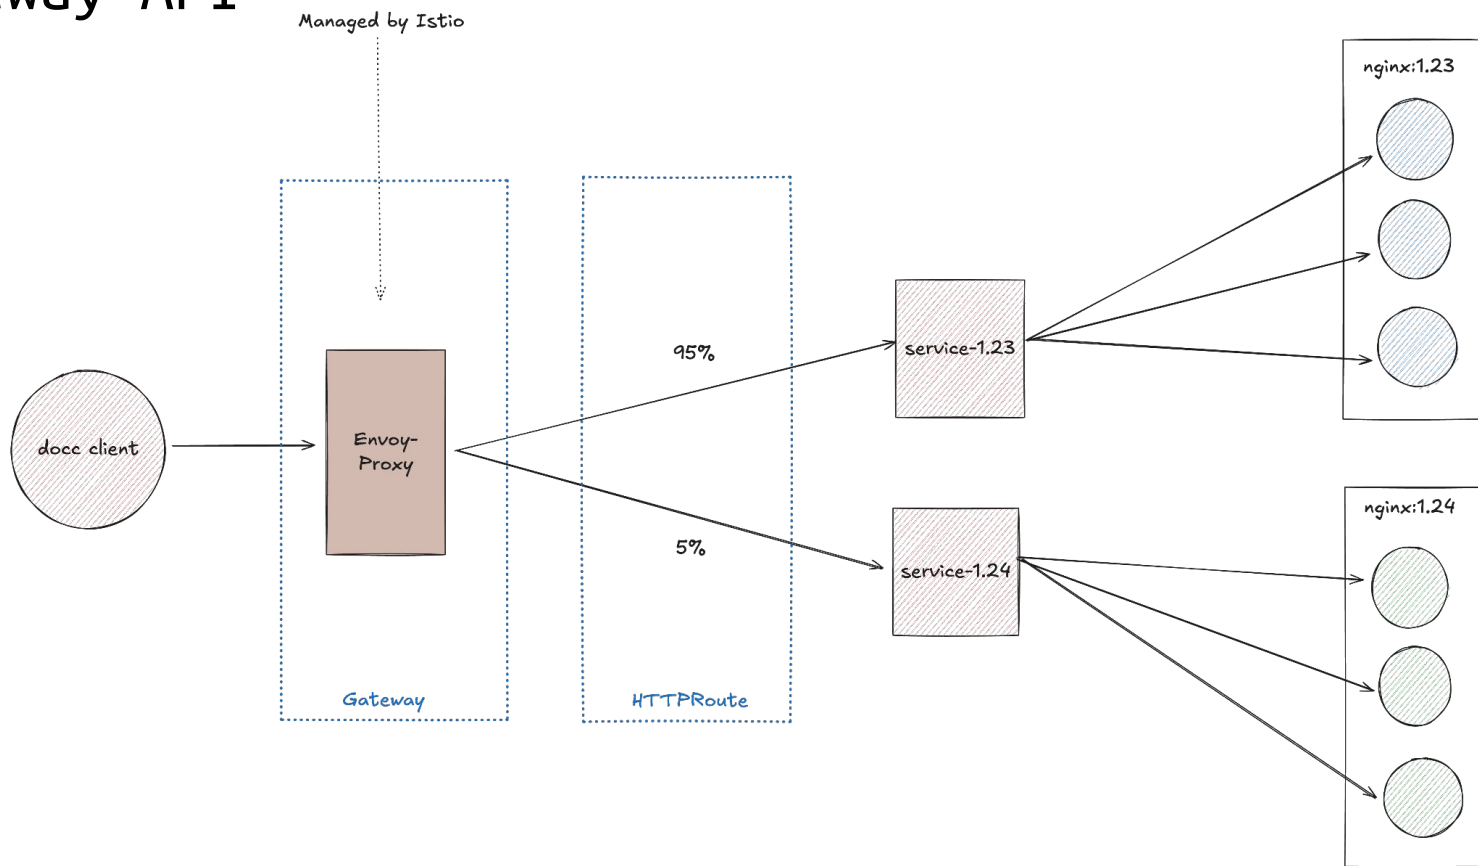 API
Managed by Istio
nginx:1.23
95%
service-1.23
docc client
Envoy-
Proxy
5%
nginx:1.24
service-1.24
Gateway
HTTPRoute